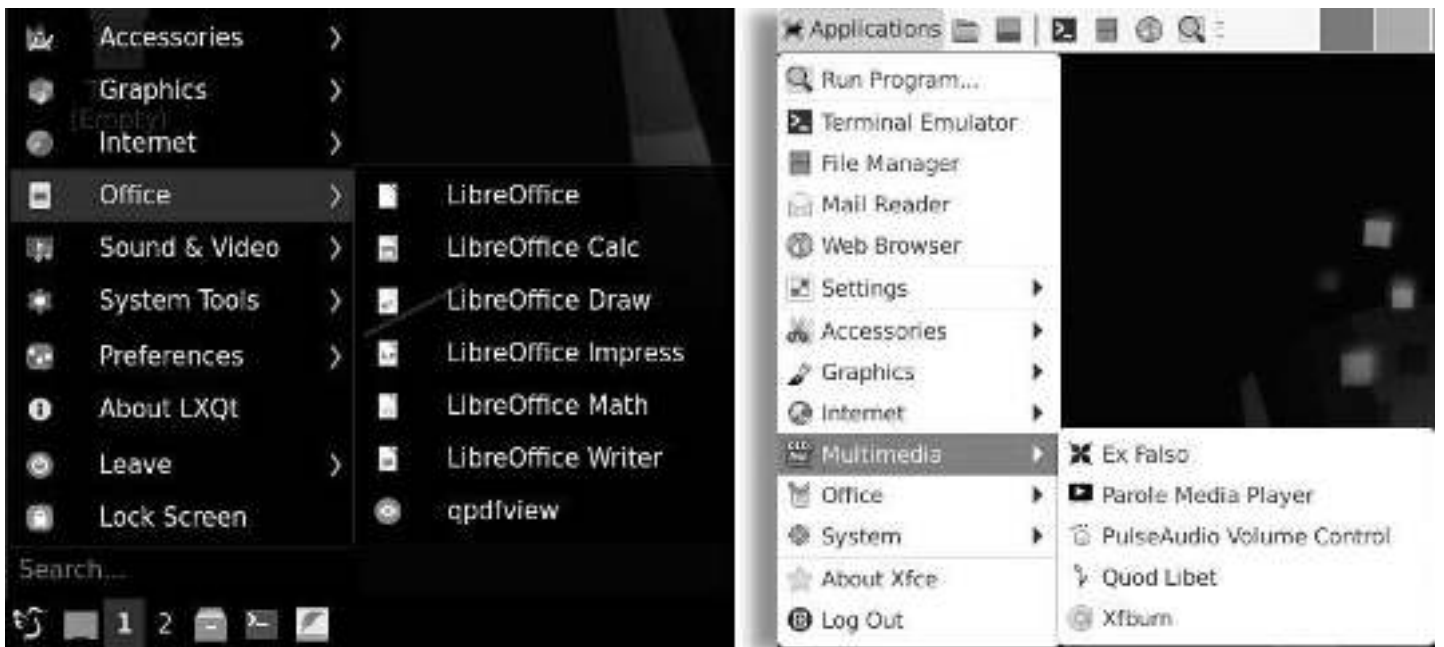 Accessories
Graphics
(Empty)
Internet
Office
Sound & Video
System Tools
Preferences
About LXQt
Leave
Lock Screen
Search...
1 2
LibreOffice
LibreOffice Calc
LibreOffice Draw
LibreOffice Impress
LibreOffice Math
LibreOffice Writer
qpdfview
Applications
Run Program...
Terminal Emulator
File Manager
Mail Reader
Web Browser
Settings
Accessories
Graphics
Internet
Multimedia
Office
System
About Xfce
Log Out
Ex Falso
Parole Media Player
PulseAudio Volume Control
Quod Libet
Xfburn